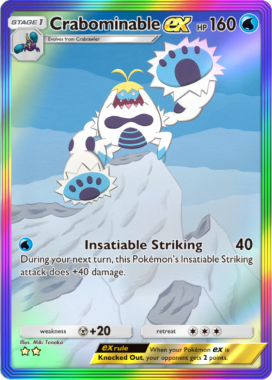 STAGE 1
Crabominable ex HP 160
Evolves from Crabrawler
Insatiable Striking 40
During your next turn, this Pokémon's Insatiable Striking
attack does +40 damage.
weakness +20 retreat
Illus. Miki Tanaka
ex rule
When your Pokémon ex is
Knocked Out, your opponent gets 2 points.